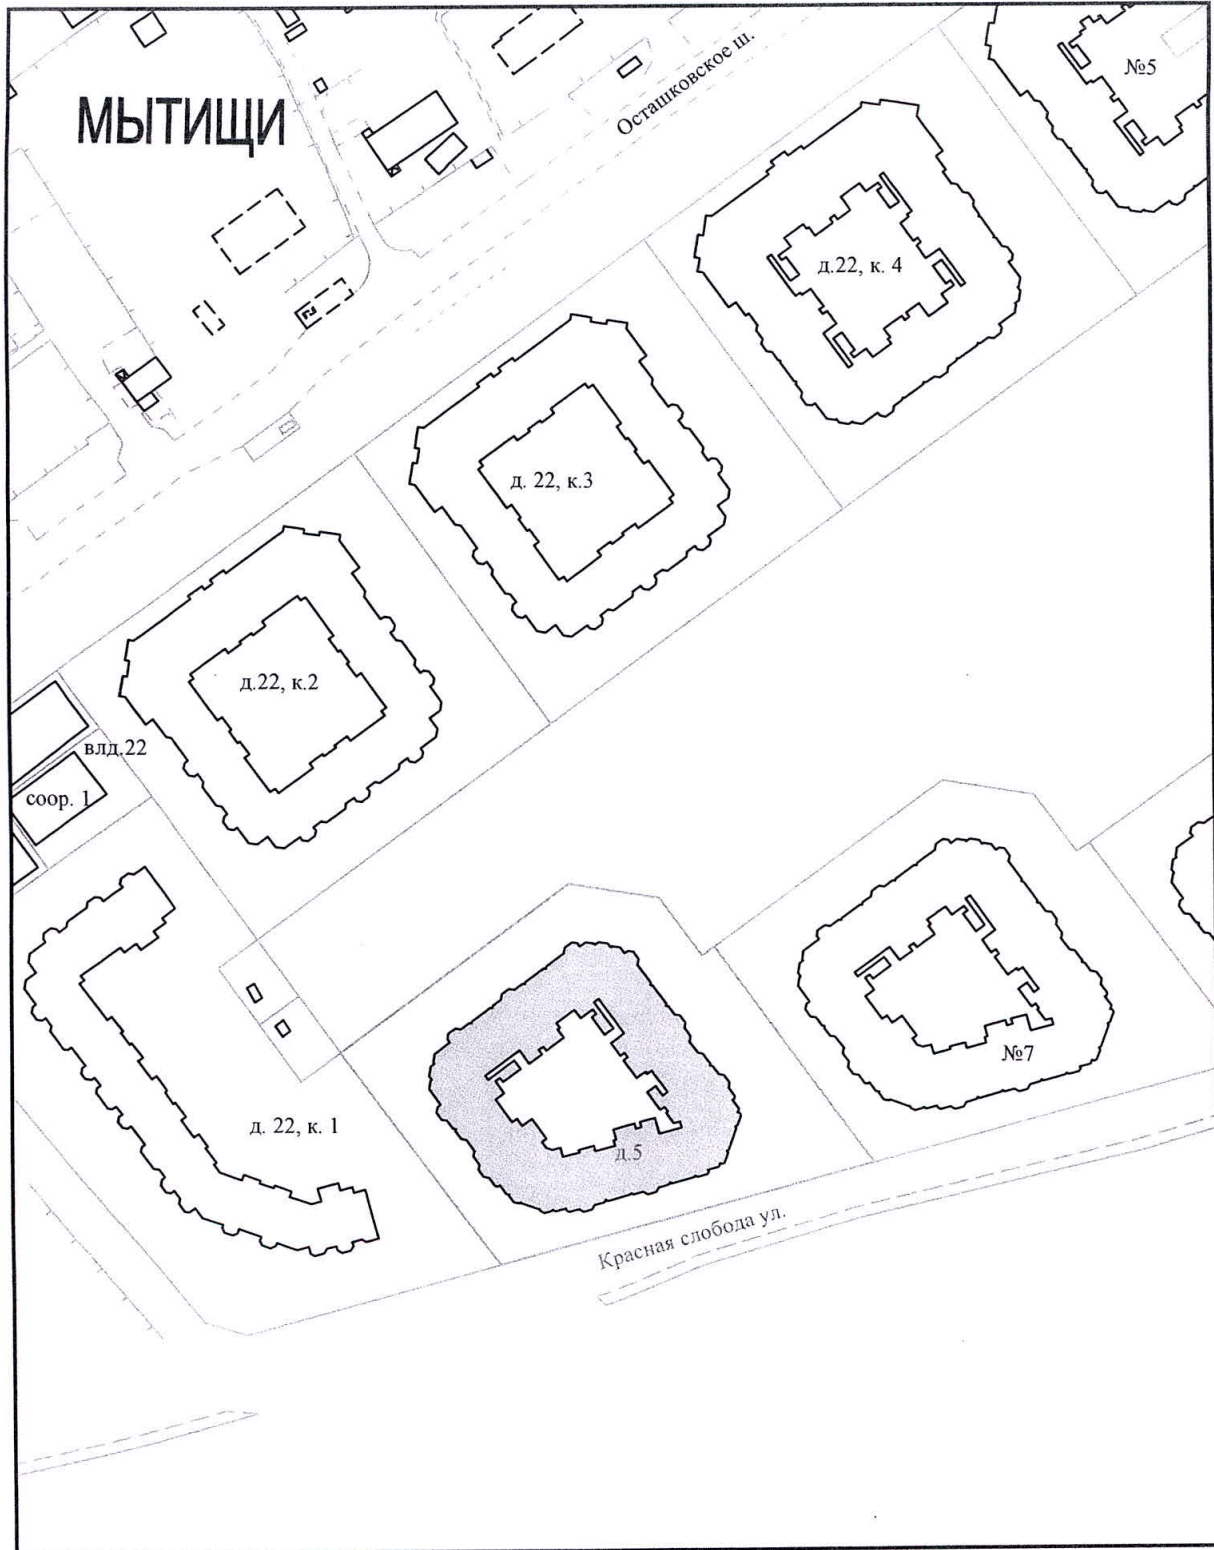 №5
Осташковское ш.
МЫТИЩИ
д.22, к. 4
д. 22, к.3
д.22, к.2
влд.22
соор. 1
№7
д. 22, к. 1
д.5
Красная слобода ул.